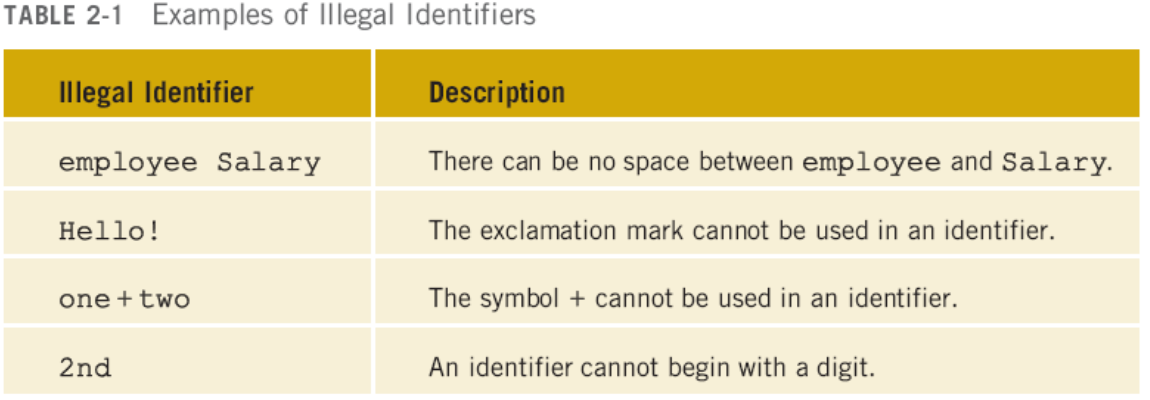 TABLE 2-1 Examples of Illegal Identifiers
Illegal Identifier Description
employee Salary There can be no space between employee and Salary.
Hello! The exclamation mark cannot be used in an identifier.
one+two The symbol + cannot be used in an identifier.
2nd An identifier cannot begin with a digit.